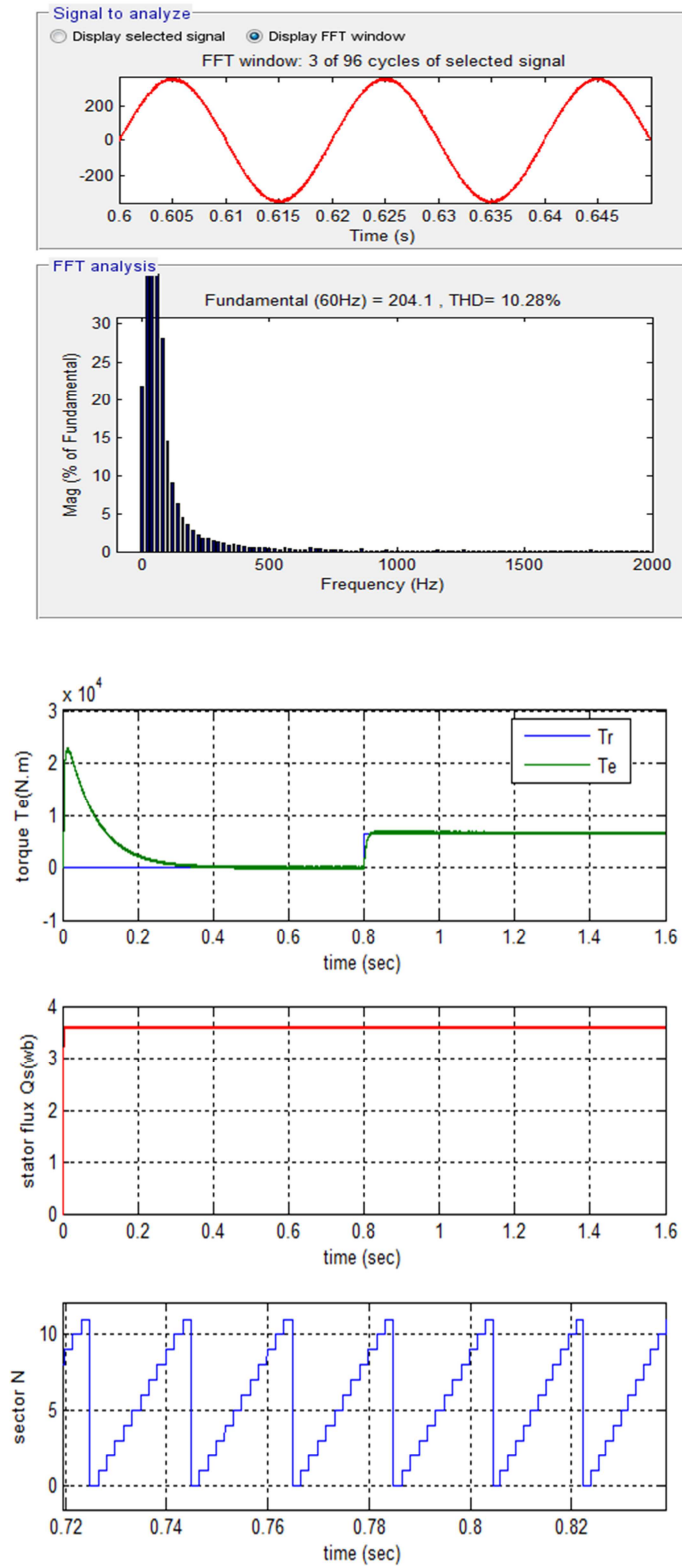 Signal to analyze
Display selected signal Display FFT window
FFT window: 3 of 96 cycles of selected signal
200
0
-200
0.6 0.605 0.61 0.615 0.62 0.625 0.63 0.635 0.64 0.645
Time (s)
FFT analysis
Fundamental (60Hz) = 204.1 , THD= 10.28%
Mag (% of Fundamental)
30
25
20
15
10
5
0
0 500 1000 1500 2000
Frequency (Hz)
x 10^4
torque Te(N.m)
3
2
1
0
-1
Tr
Te
0 0.2 0.4 0.6 0.8 1 1.2 1.4 1.6
time (sec)
stator flux Qs(wb)
4
3
2
1
0
0 0.2 0.4 0.6 0.8 1 1.2 1.4 1.6
time (sec)
sector N
10
5
0
0.72 0.74 0.76 0.78 0.8 0.82
time (sec)